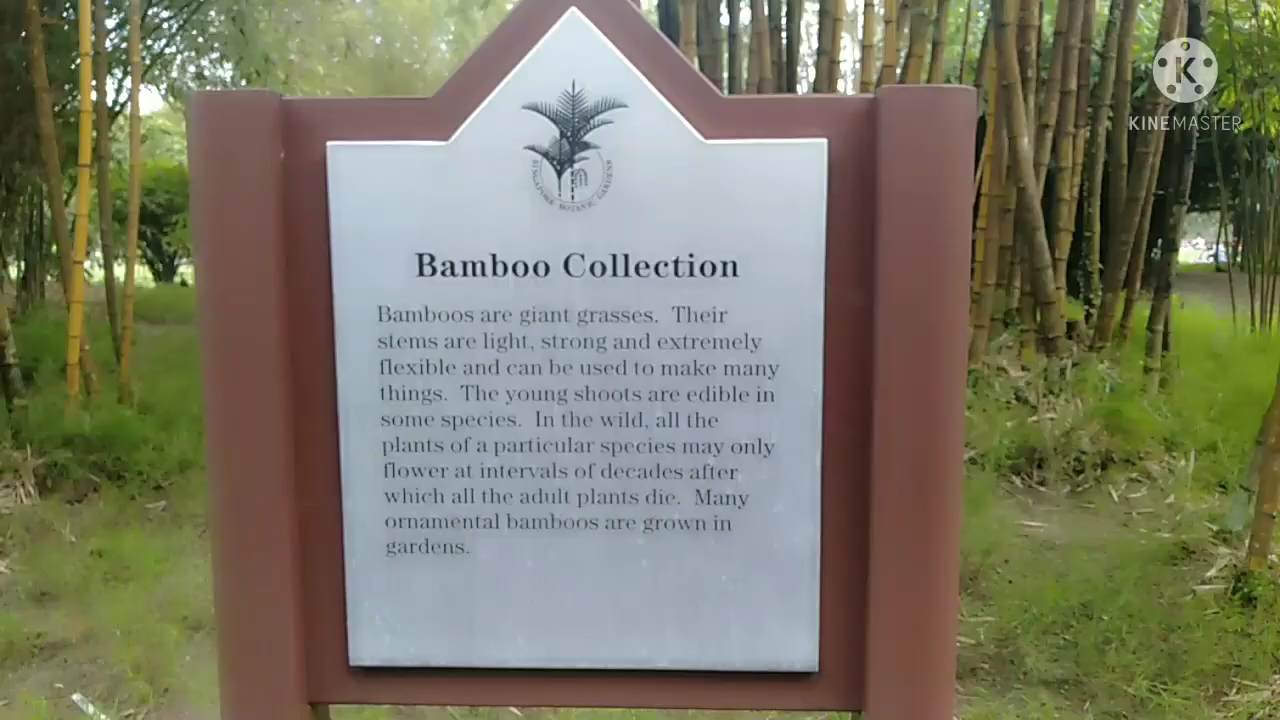 K
KINEMASTER
SINGAPORE BOTANIC GARDENS
Bamboo Collection
Bamboos are giant grasses. Their
stems are light, strong and extremely
flexible and can be used to make many
things. The young shoots are edible in
some species. In the wild, all the
plants of a particular species may only
flower at intervals of decades after
which all the adult plants die. Many
ornamental bamboos are grown in
gardens.